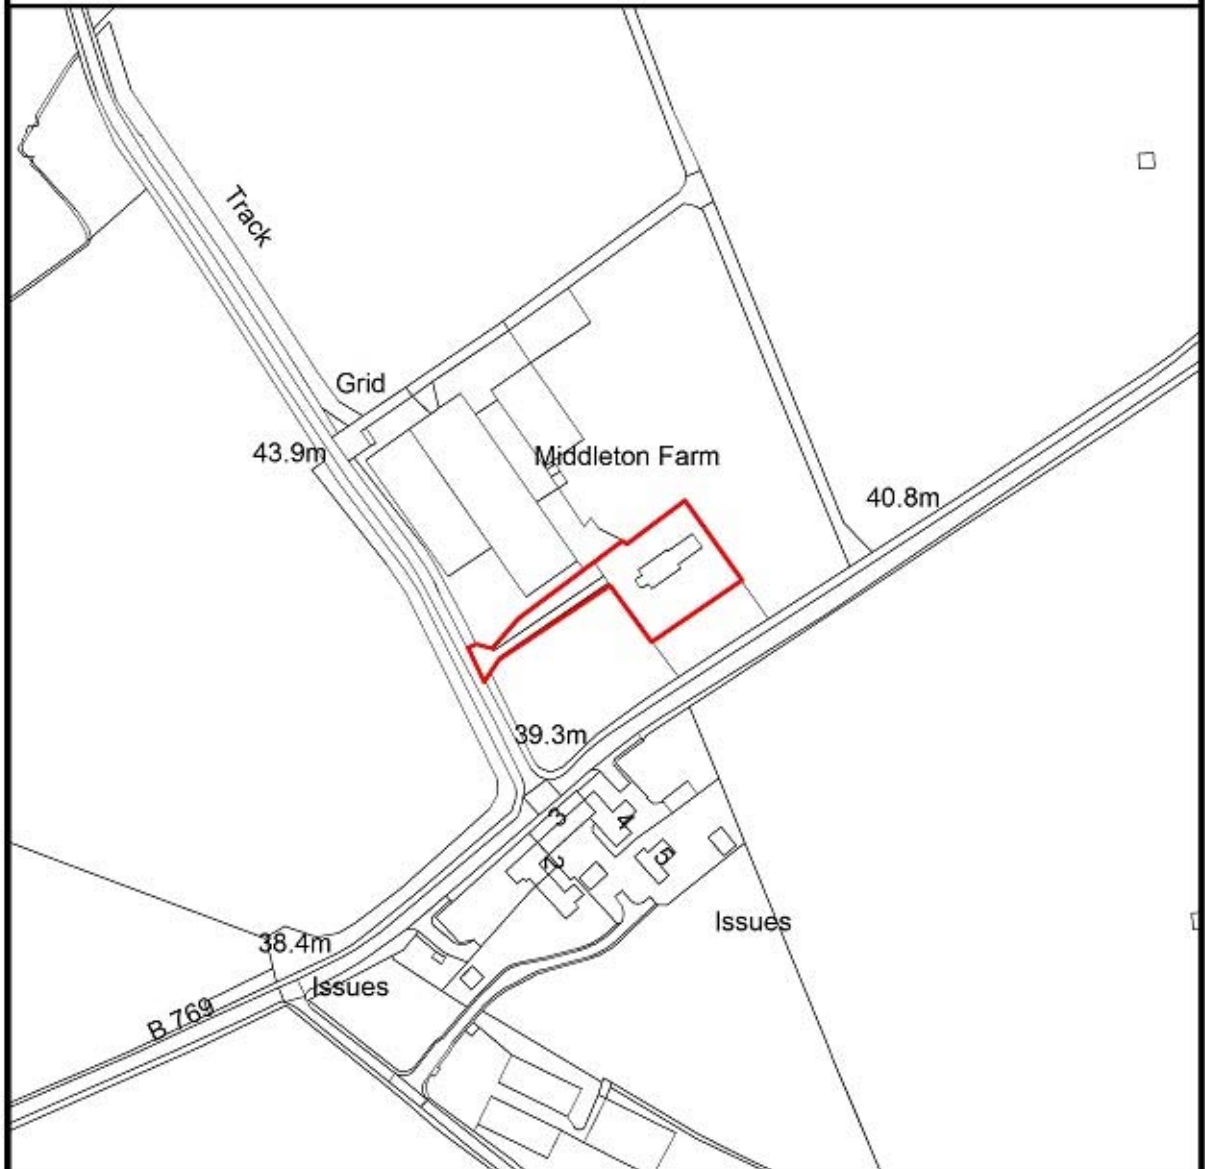 Track
Grid
43.9m
Middleton Farm
40.8m
39.3m
3
4
2
5
Issues
38.4m
Issues
B 769